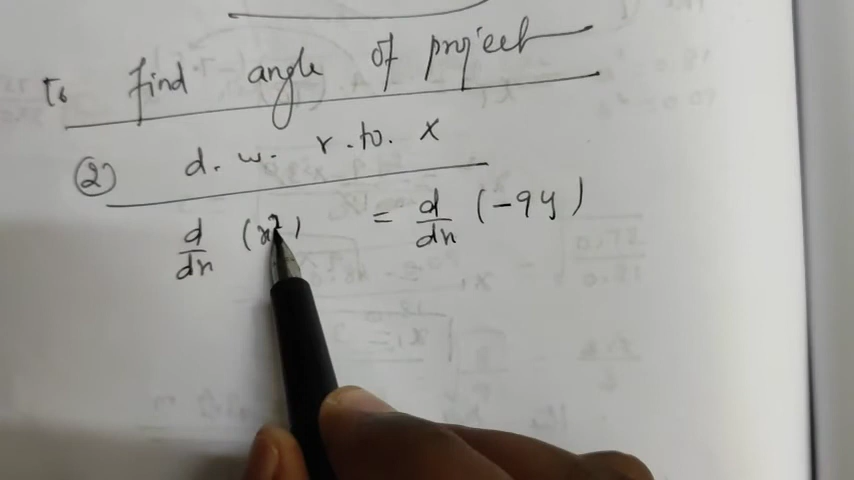 To find angle of project
② d. w. r. to. x
d/dx (x²) = d/dx (-9y)